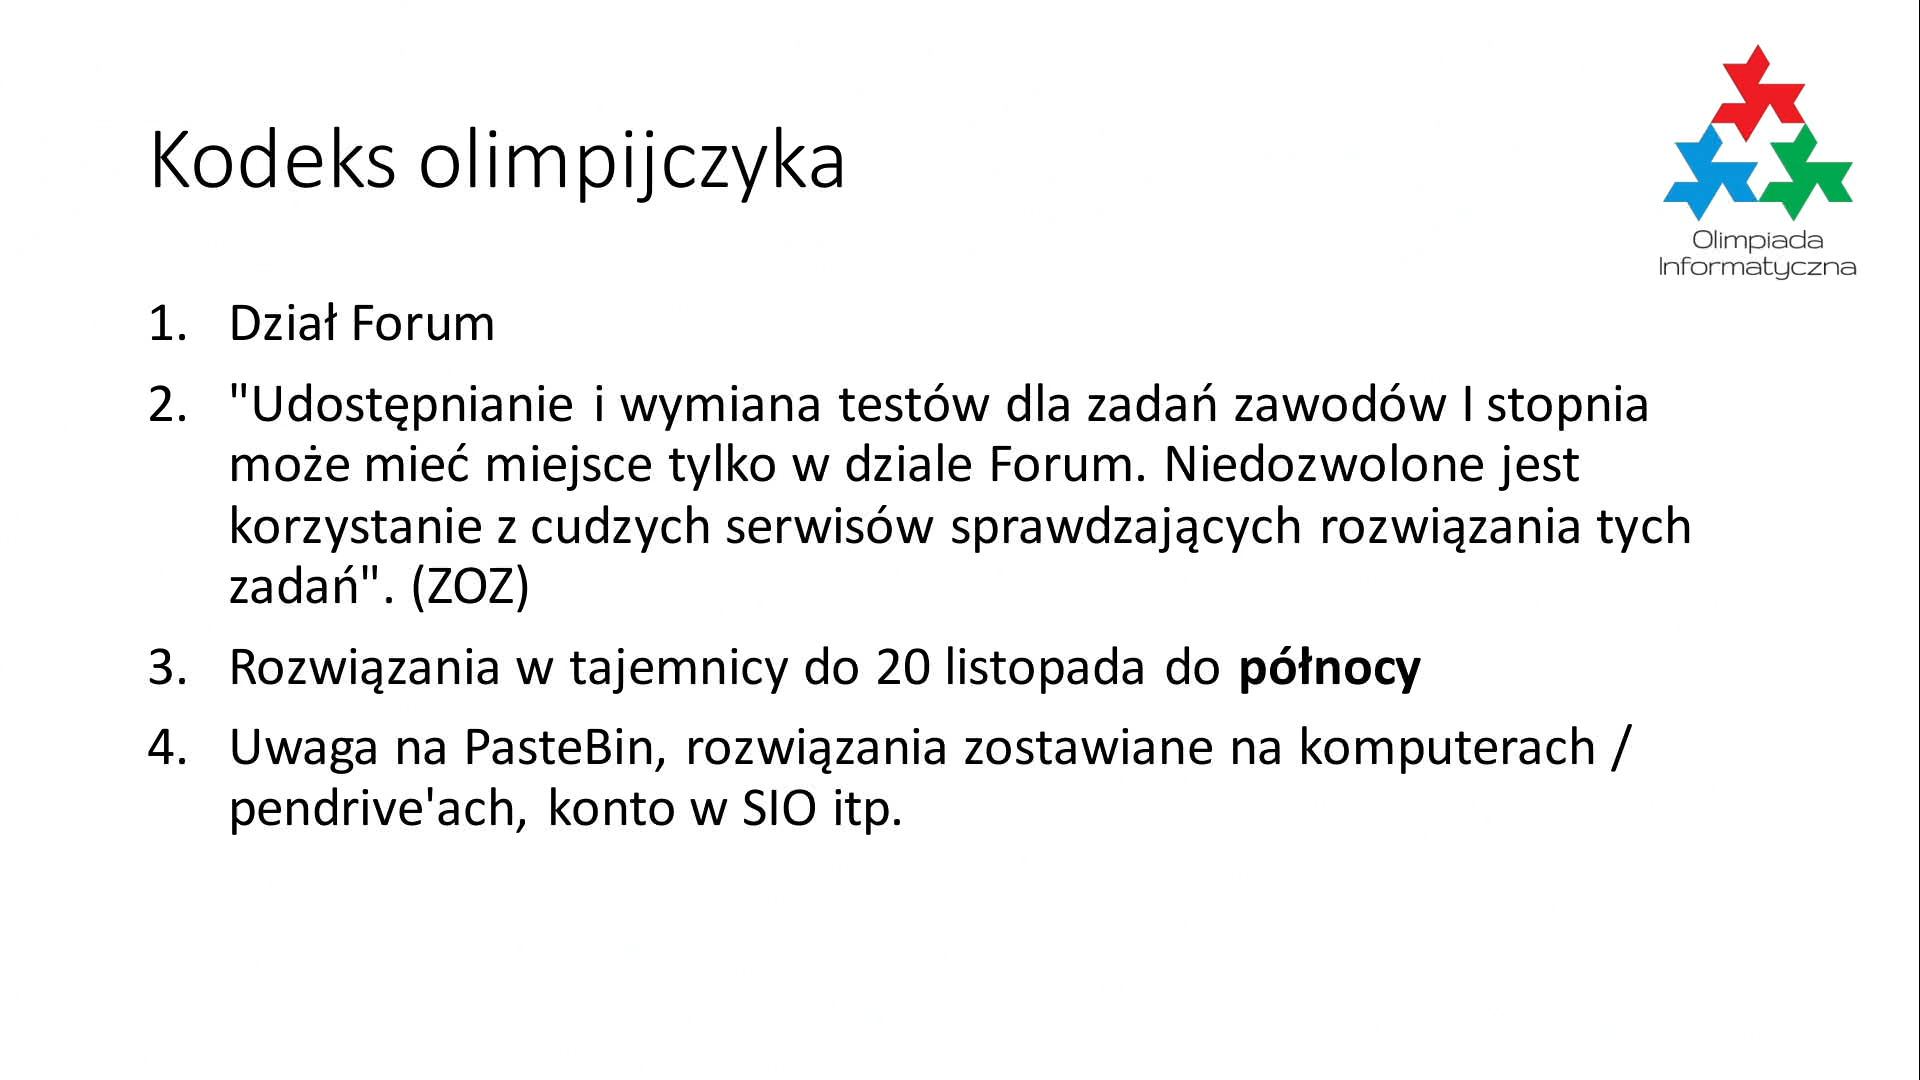 Kodeks olimpijczyka
Olimpiada
Informatyczna
1. Dział Forum
2. "Udostępnianie i wymiana testów dla zadań zawodów I stopnia
może mieć miejsce tylko w dziale Forum. Niedozwolone jest
korzystanie z cudzych serwisów sprawdzających rozwiązania tych
zadań". (ZOZ)
3. Rozwiązania w tajemnicy do 20 listopada do północy
4. Uwaga na PasteBin, rozwiązania zostawiane na komputerach /
pendrive'ach, konto w SIO itp.